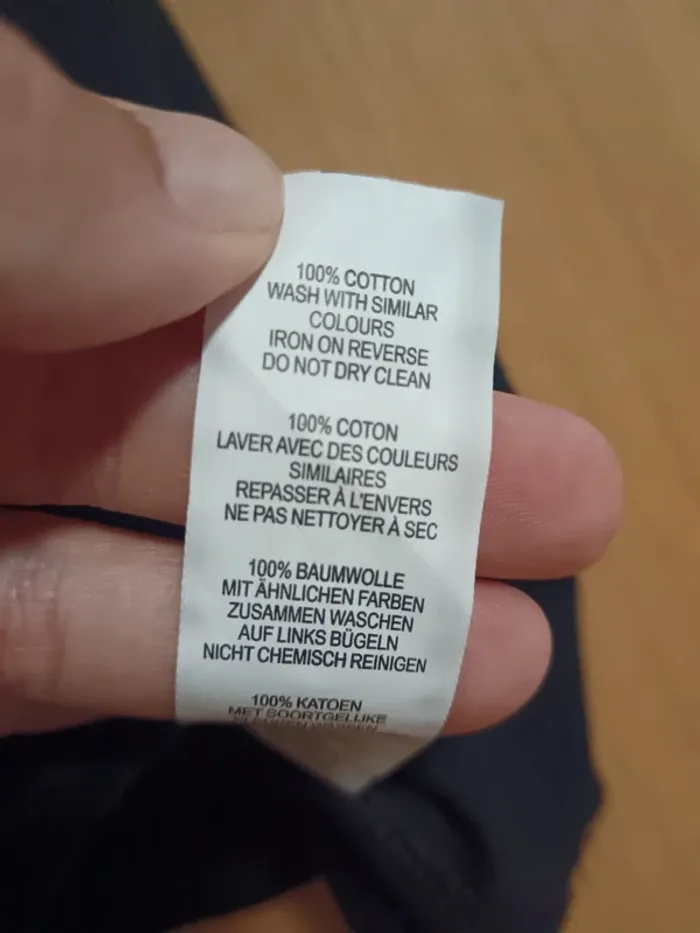 100% COTTON
WASH WITH SIMILAR
COLOURS
IRON ON REVERSE
DO NOT DRY CLEAN
100% COTON
LAVER AVEC DES COULEURS
SIMILAIRES
REPASSER À L'ENVERS
NE PAS NETTOYER À SEC
100% BAUMWOLLE
MIT ÄHNLICHEN FARBEN
ZUSAMMEN WASCHEN
AUF LINKS BÜGELN
NICHT CHEMISCH REINIGEN
100% KATOEN
MET SOORTGELIJKE